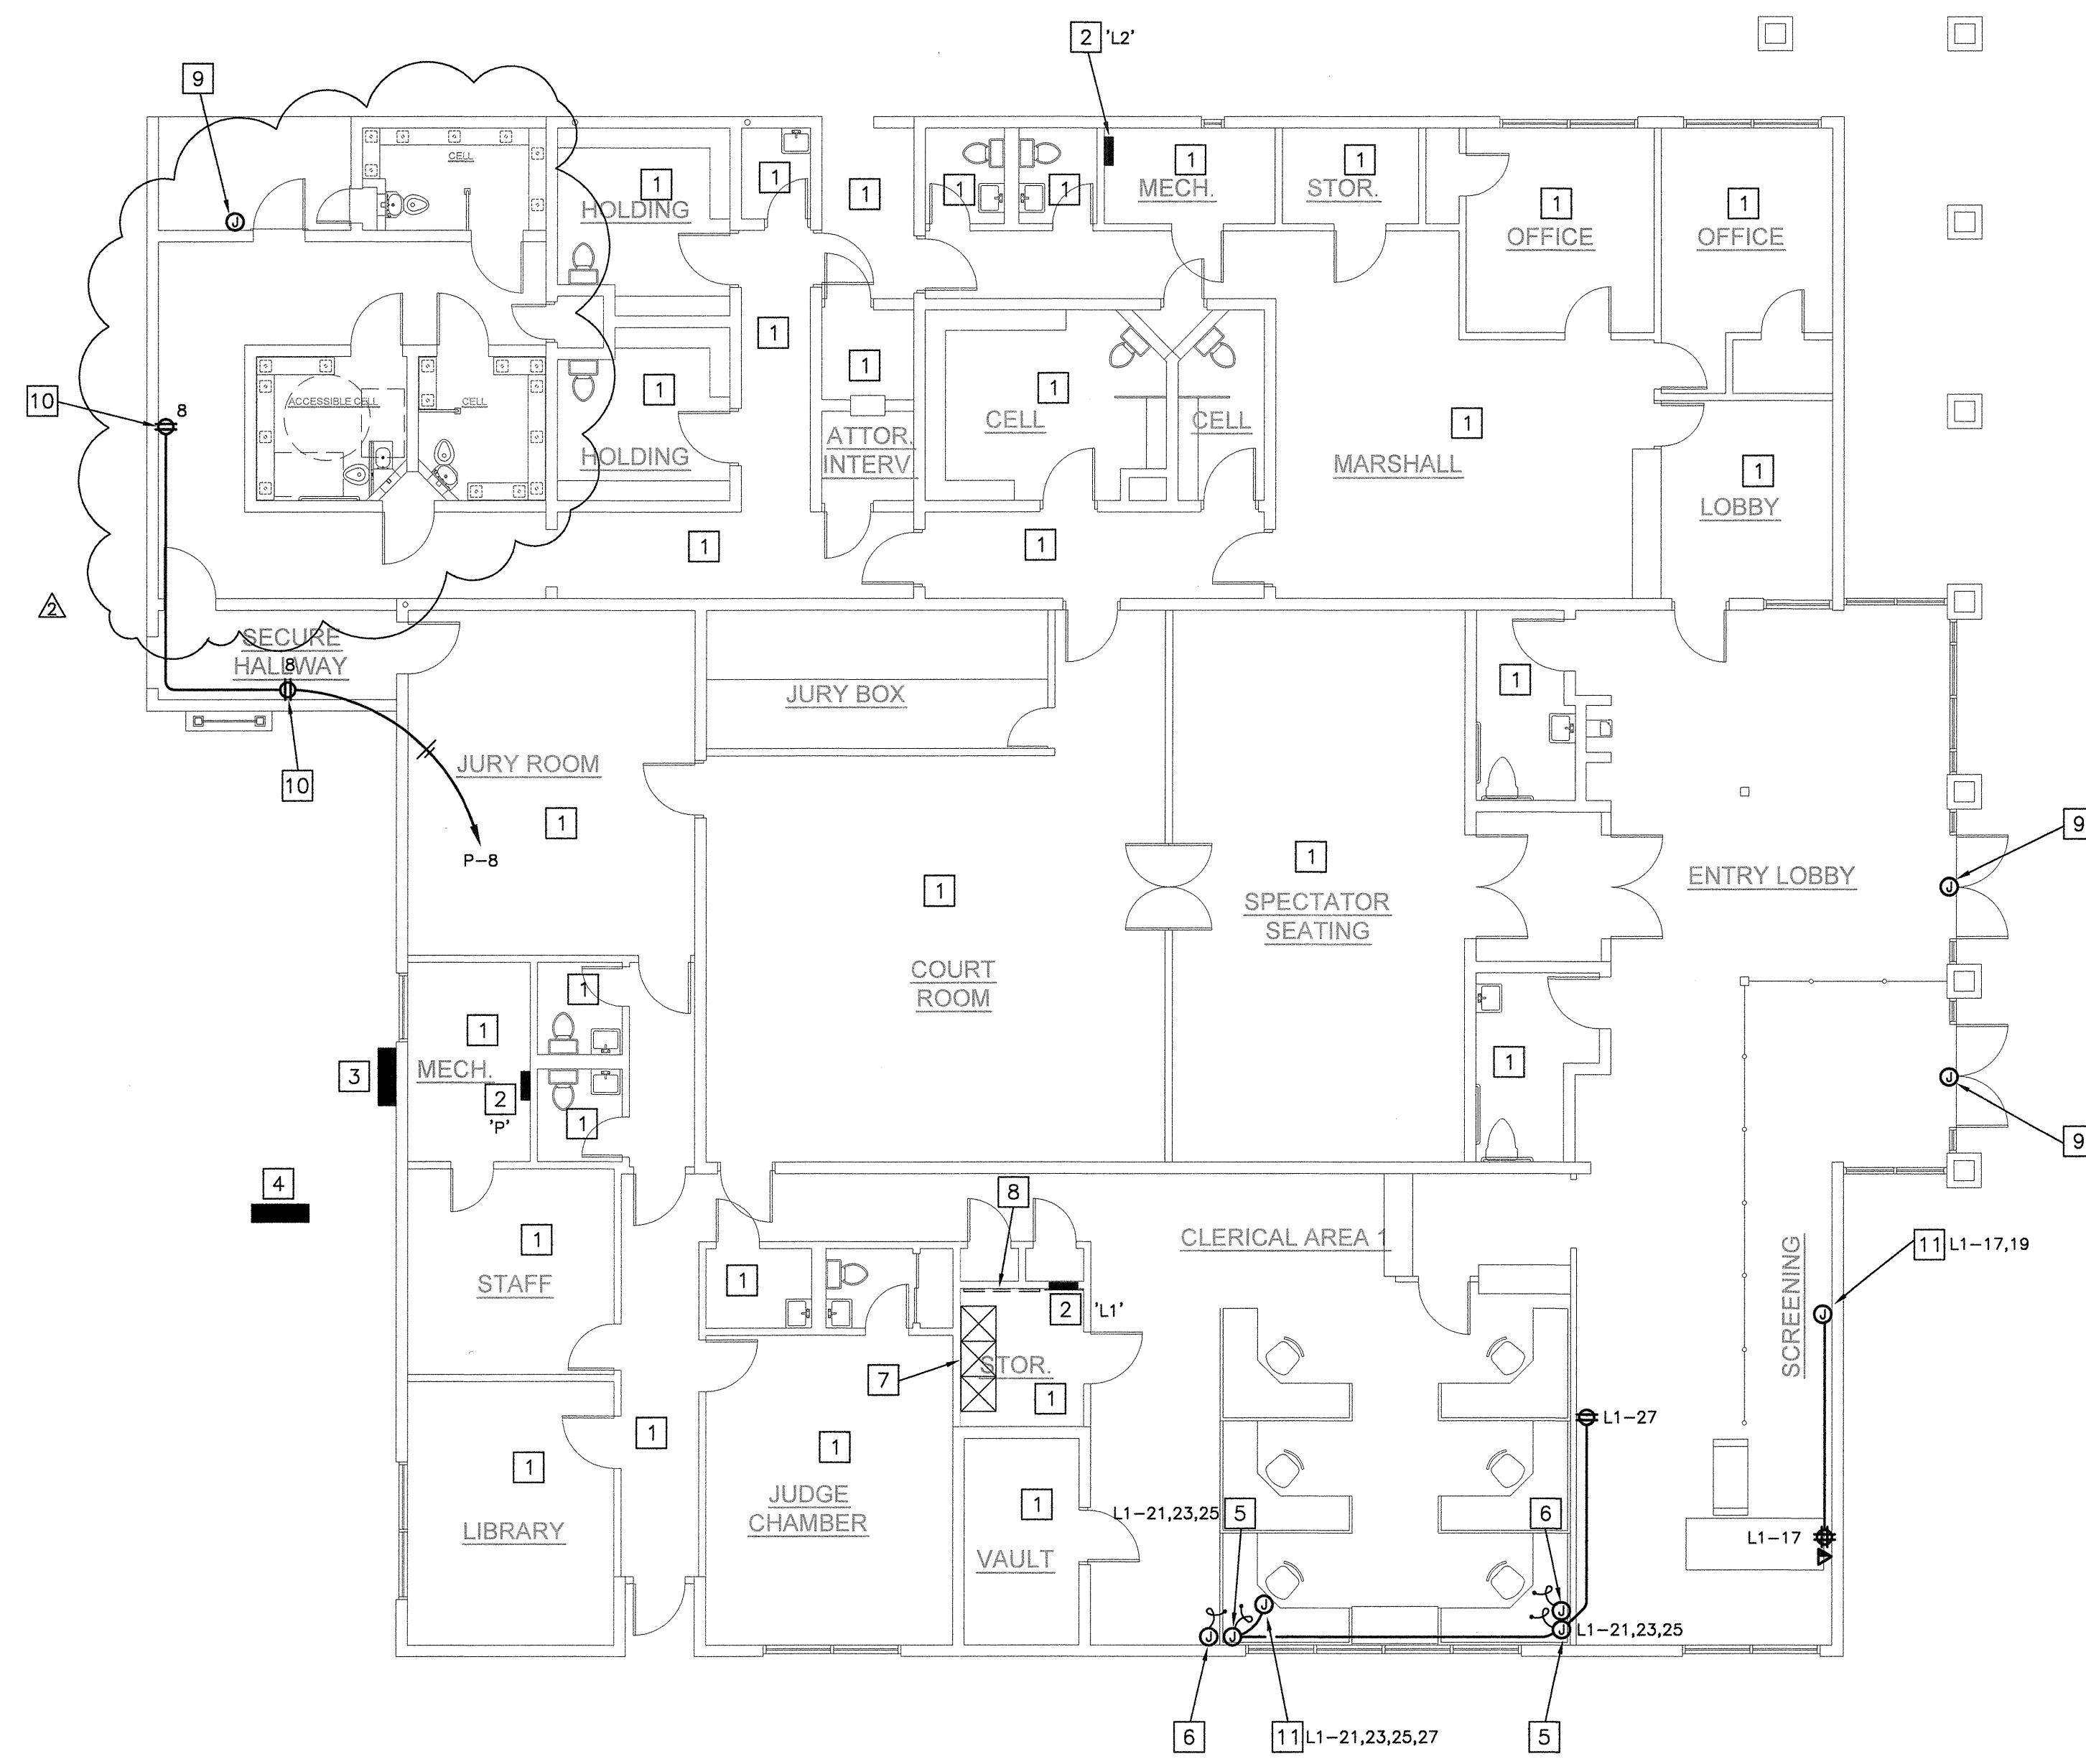 2 'L2'
9
CELL
1
HOLDING
1
1
1
1
1
MECH.
1
STOR.
1
OFFICE
1
OFFICE
J
1
1
10
8
ACCESSIBLE CELL
CELL
1
HOLDING
ATTOR.
INTERV.
1
CELL
CELL
1
MARSHALL
1
LOBBY
1
1
2
SECURE
HALLWAY
8
10
JURY ROOM
1
P-8
JURY BOX
1
1
SPECTATOR
SEATING
1
COURT
ROOM
ENTRY LOBBY
9
J
J
9
1
1
MECH.
3
2
'P'
1
1
4
1
STAFF
1
8
2 'L1'
7
STOR.
1
CLERICAL AREA 1
SCREENING
11 L1-17,19
J
L1-27
L1-17
1
LIBRARY
1
1
JUDGE
CHAMBER
1
VAULT
L1-21,23,25
5
6
J
J
J
J
J
L1-21,23,25
6
11 L1-21,23,25,27
5